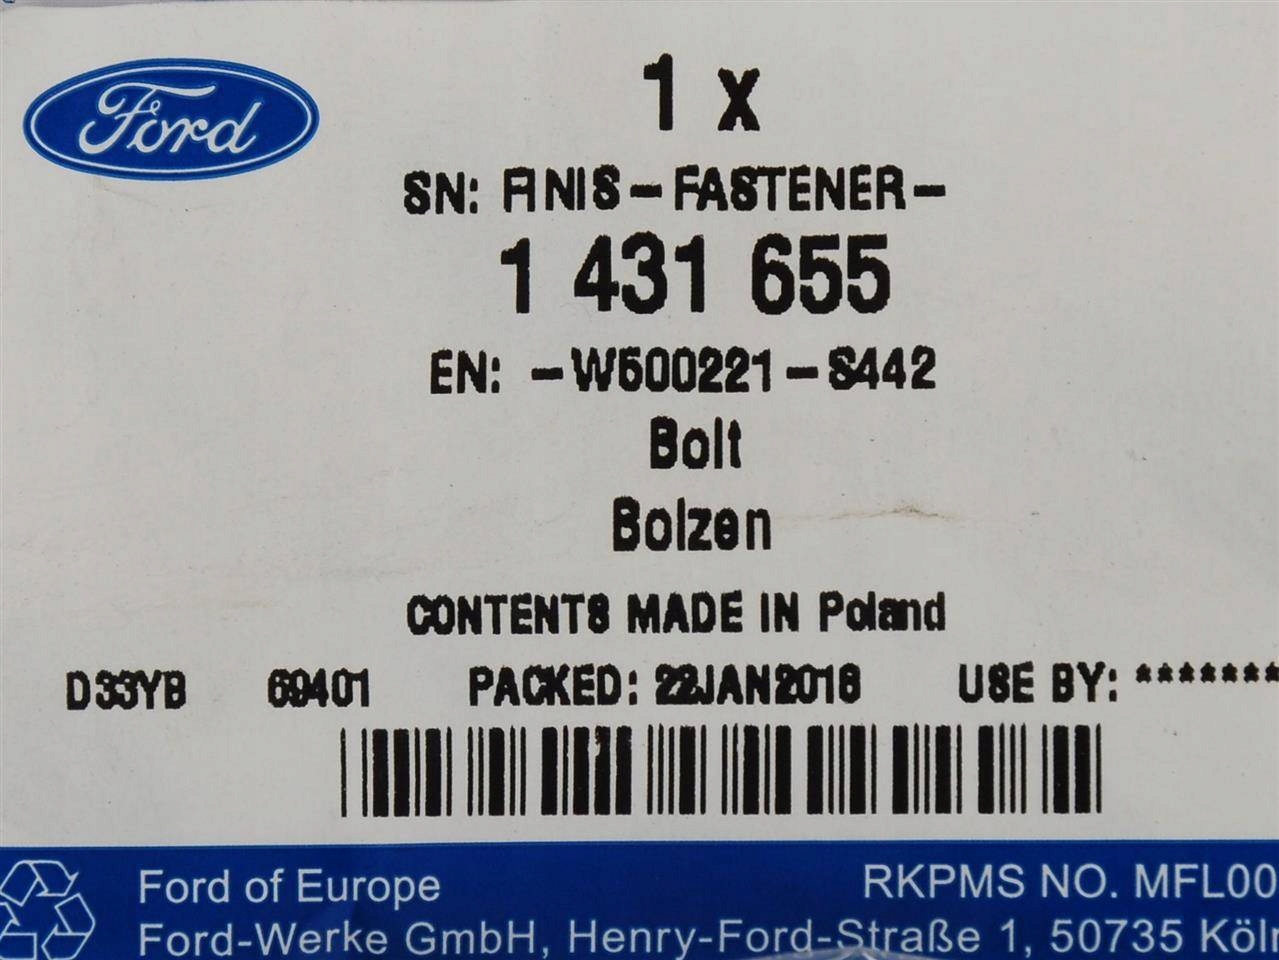 Ford
1 x
SN: FINIS-FASTENER-
1 431 655
EN: -W500221-S442
Bolt
Bolzen
CONTENTS MADE IN Poland
D33YB 69401 PACKED: 22JAN2018 USE BY: *******
Ford of Europe RKPMS NO. MFL00
Ford-Werke GmbH, Henry-Ford-Straße 1, 50735 Köln